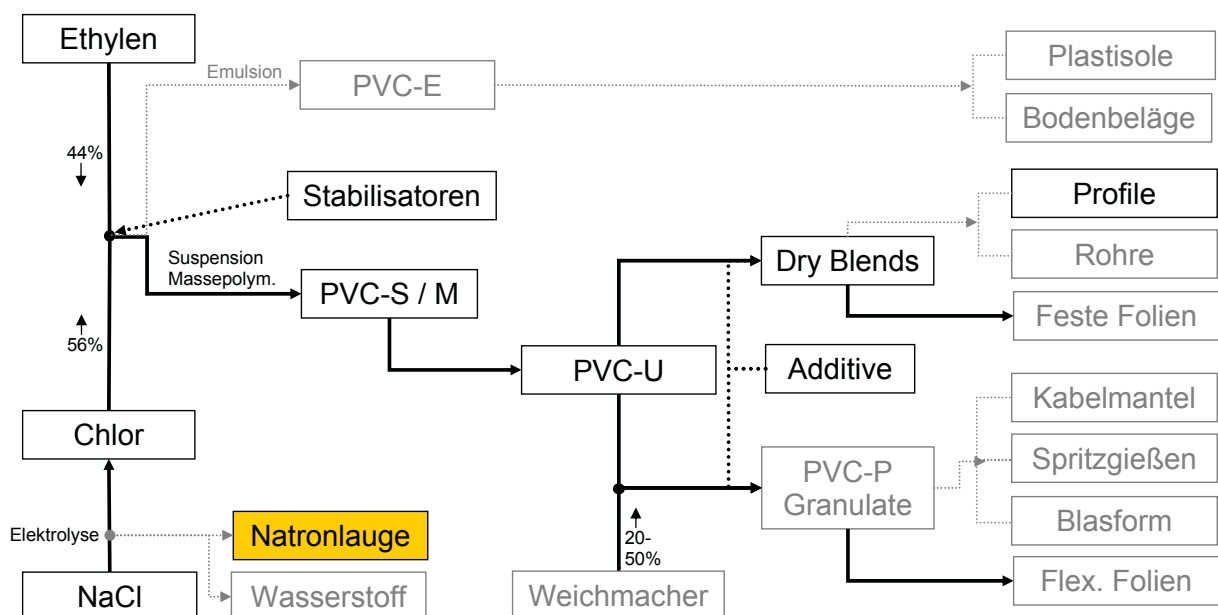 Ethylen
Emulsion
PVC-E
Plastisole
Bodenbeläge
44%
Stabilisatoren
Profile
Suspension
Massepolym.
Dry Blends
Rohre
PVC-S / M
Feste Folien
56%
PVC-U
Additive
Kabelmantel
Chlor
Spritzgießen
PVC-P
Granulate
Blasform
Elektrolyse
Natronlauge
20-
50%
NaCl
Wasserstoff
Weichmacher
Flex. Folien